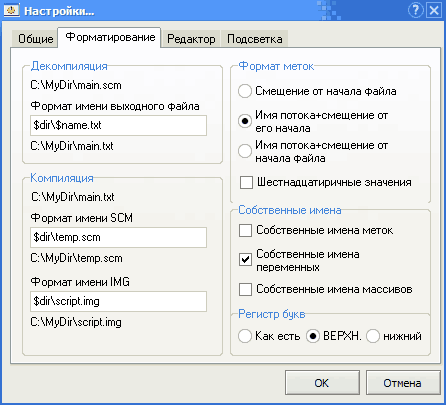 Настройки...
Общие
Форматирование
Редактор
Подсветка
Декомпиляция
C:\MyDir\main.scm
Формат имени выходного файла
$dir\$name.txt
C:\MyDir\main.txt
Компиляция
C:\MyDir\main.txt
Формат имени SCM
$dir\temp.scm
C:\MyDir\temp.scm
Формат имени IMG
$dir\script.img
C:\MyDir\script.img
Формат меток
Смещение от начала файла
Имя потока+смещение от
его начала
Имя потока+смещение от
начала файла
Шестнадцатиричные значения
Собственные имена
Собственные имена меток
Собственные имена
переменных
Собственные имена массивов
Регистр букв
Как есть
ВЕРХН.
нижний
OK
Отмена